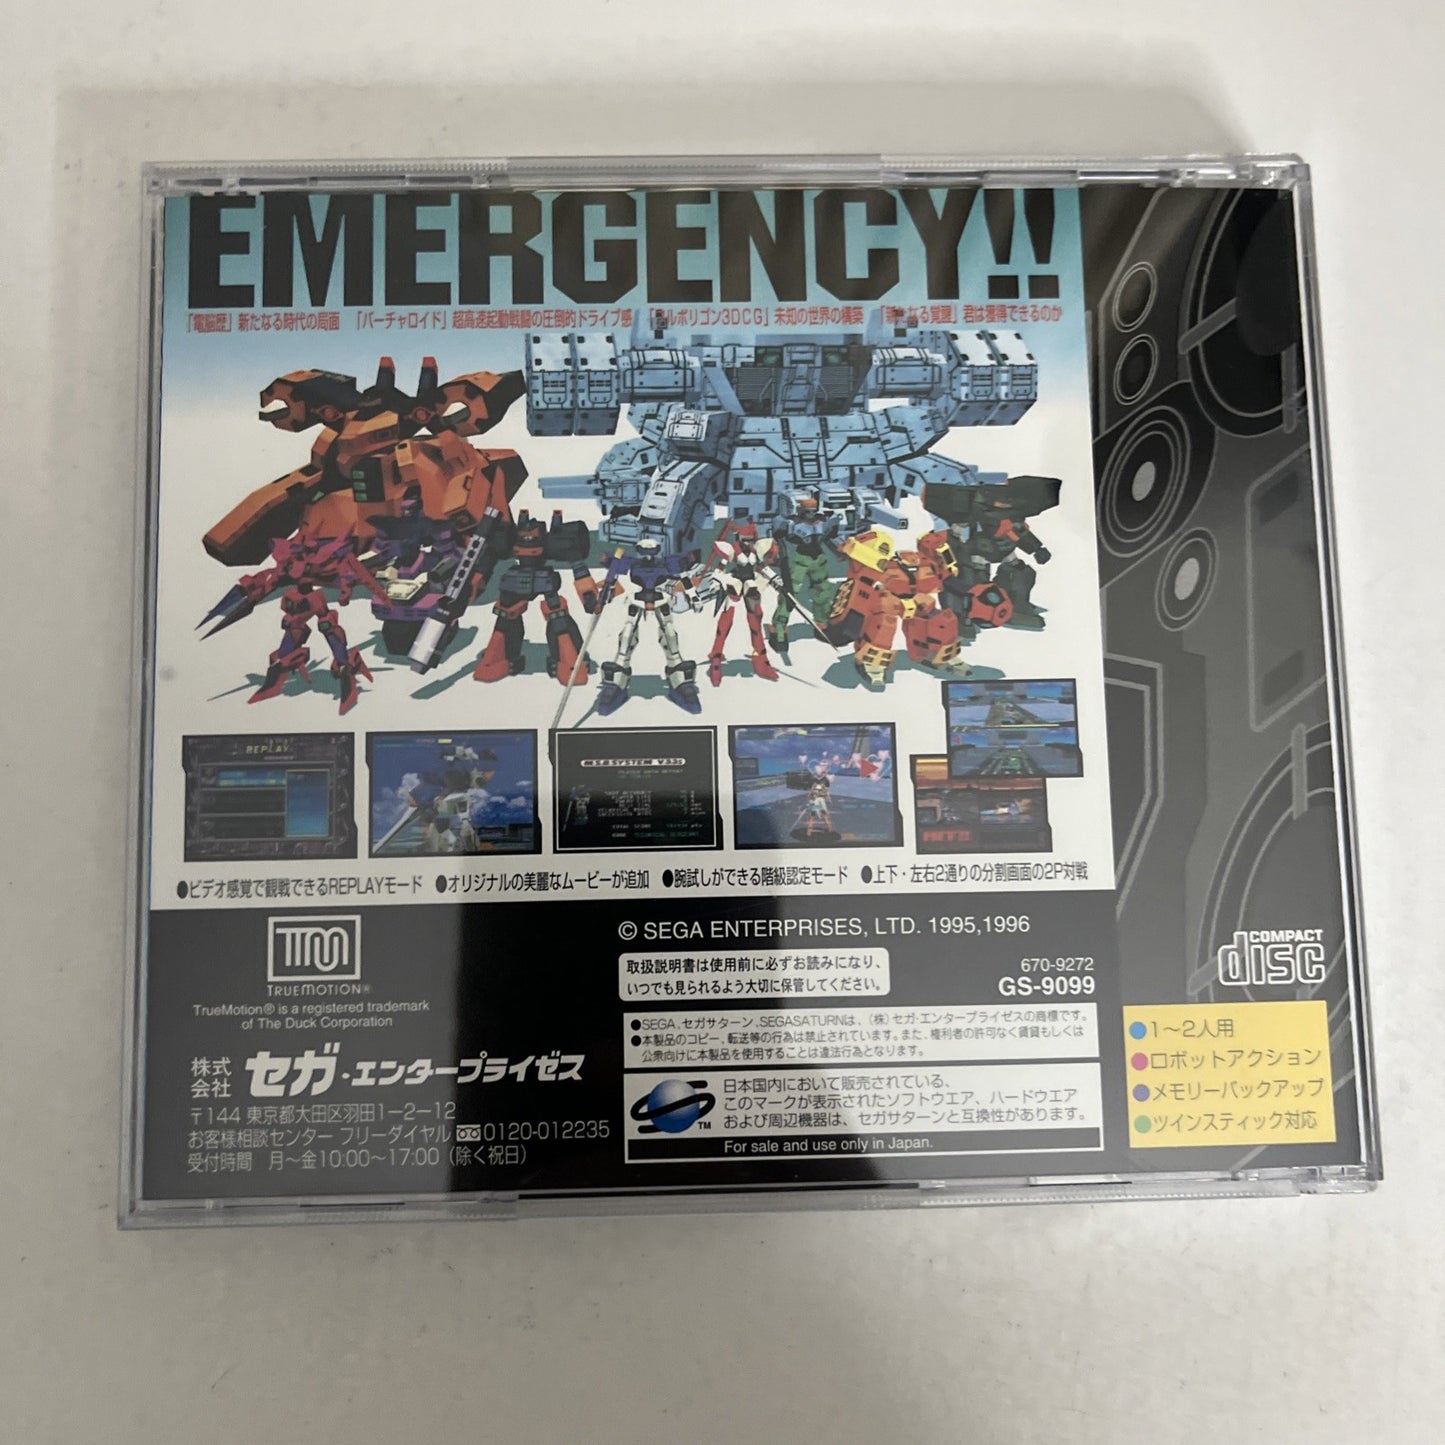 EMERGENCY!!
「電脳歴」新たなる時代の局面 「バーチャロイド」超高速起動戦闘の圧倒的ドライブ感 「フルポリゴン3DCG」未知の世界の構築 「新たなる覚醒」君は獲得できるのか
REPLAY
M.S.B.SYSTEM V.33c
HIT!!
●ビデオ感覚で観戦できるREPLAYモード ●オリジナルの美麗なムービーが追加 ●腕試しができる階級認定モード ●上下・左右2通りの分割画面の2P対戦
TM
TRUEMOTION®
TrueMotion® is a registered trademark
of The Duck Corporation
株式会社 セガ・エンタープライゼス
〒144 東京都大田区羽田1-2-12
お客様相談センター フリーダイヤル 0120-012235
受付時間 月〜金10:00〜17:00（除く祝日）
© SEGA ENTERPRISES, LTD. 1995,1996
取扱説明書は使用前に必ずお読みになり、
いつでも見られるよう大切に保管してください。
670-9272
GS-9099
●SEGA、セガサターン、SEGASATURNは、（株）セガ・エンタープライゼスの商標です。
●本製品のコピー、転送等の行為は禁止されています。また、権利者の許可なく賃貸もしくは
公衆向けに本製品を使用することは違法行為となります。
TM
日本国内において販売されている、
このマークが表示されたソフトウエア、ハードウエア
および周辺機器は、セガサターンと互換性があります。
For sale and use only in Japan.
COMPACT
disc
●1〜2人用
●ロボットアクション
●メモリーバックアップ
●ツインスティック対応